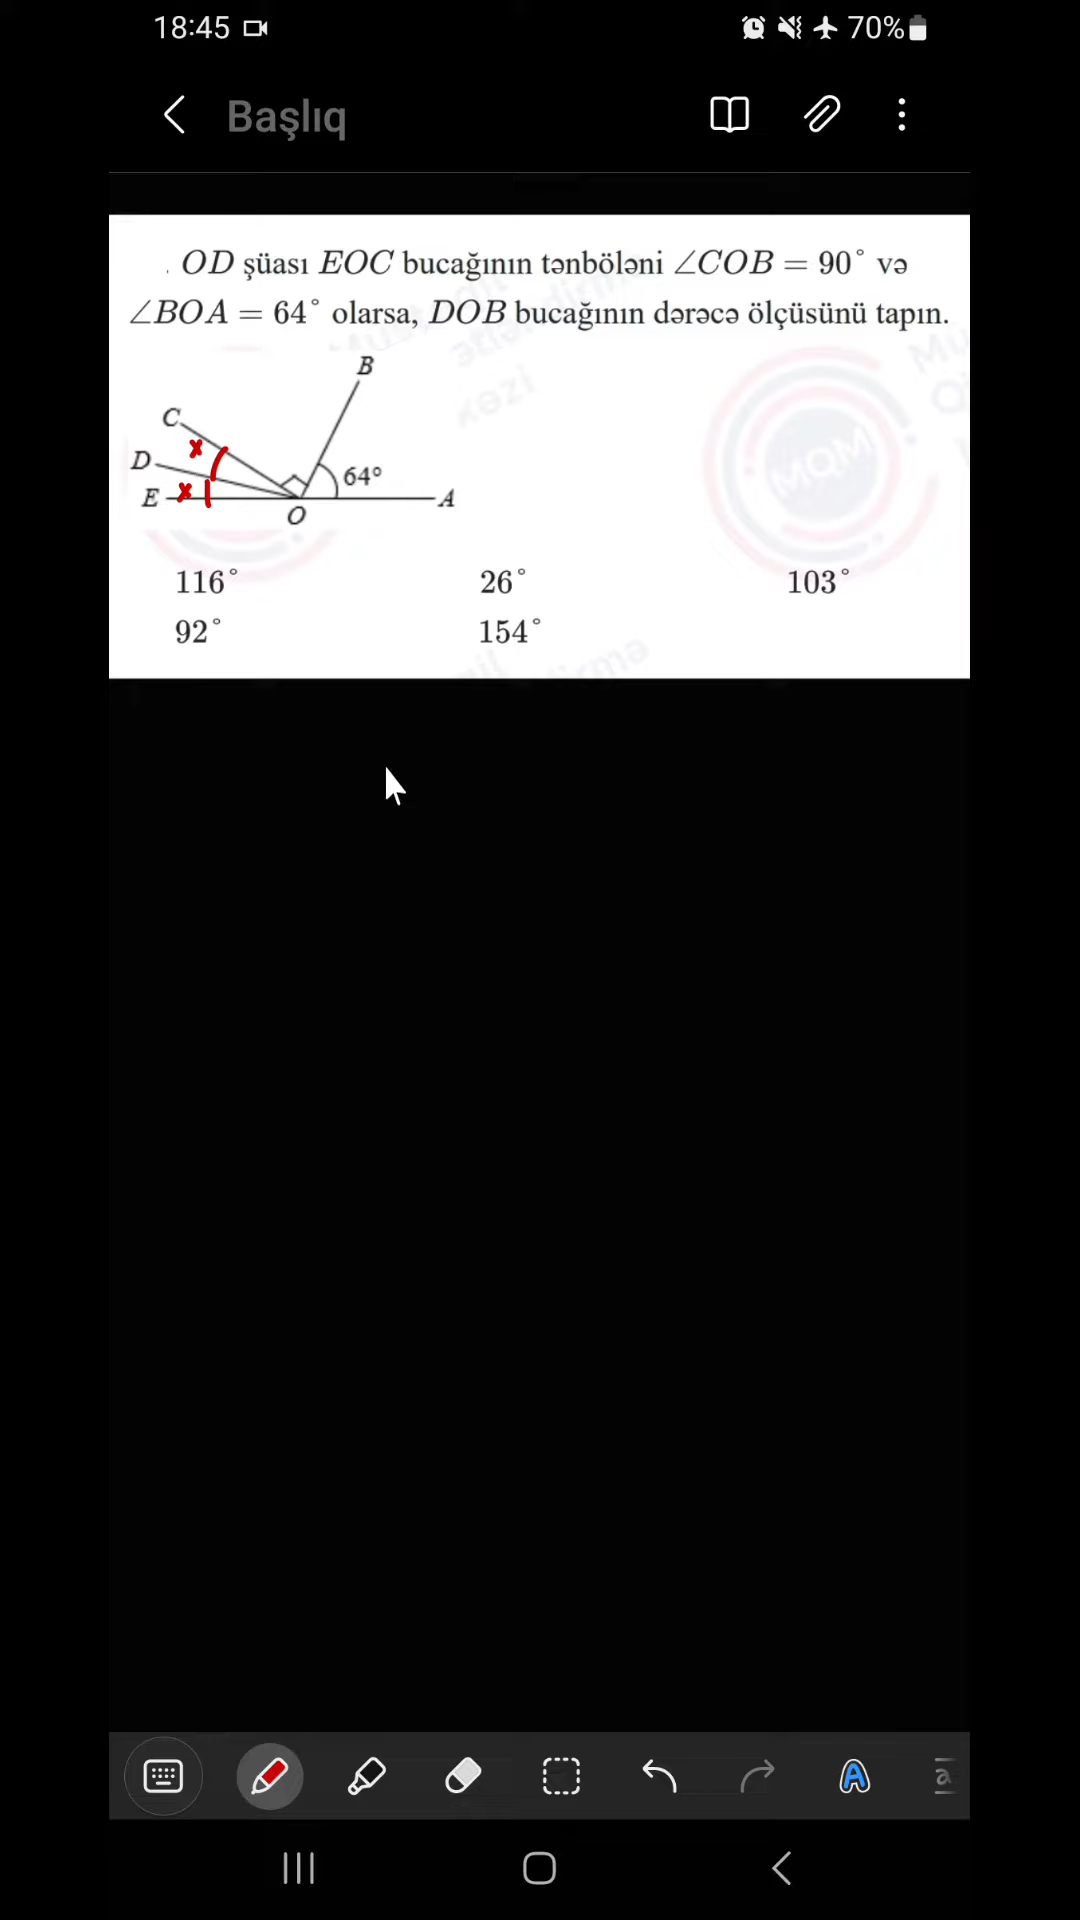 18:45
70%
Başlıq
OD şüası EOC bucağının tənböləni ∠COB = 90° və
∠BOA = 64° olarsa, DOB bucağının dərəcə ölçüsünü tapın.
B
C
x
D
64°
E
x
A
O
MQM
116°
26°
103°
92°
154°
A
a